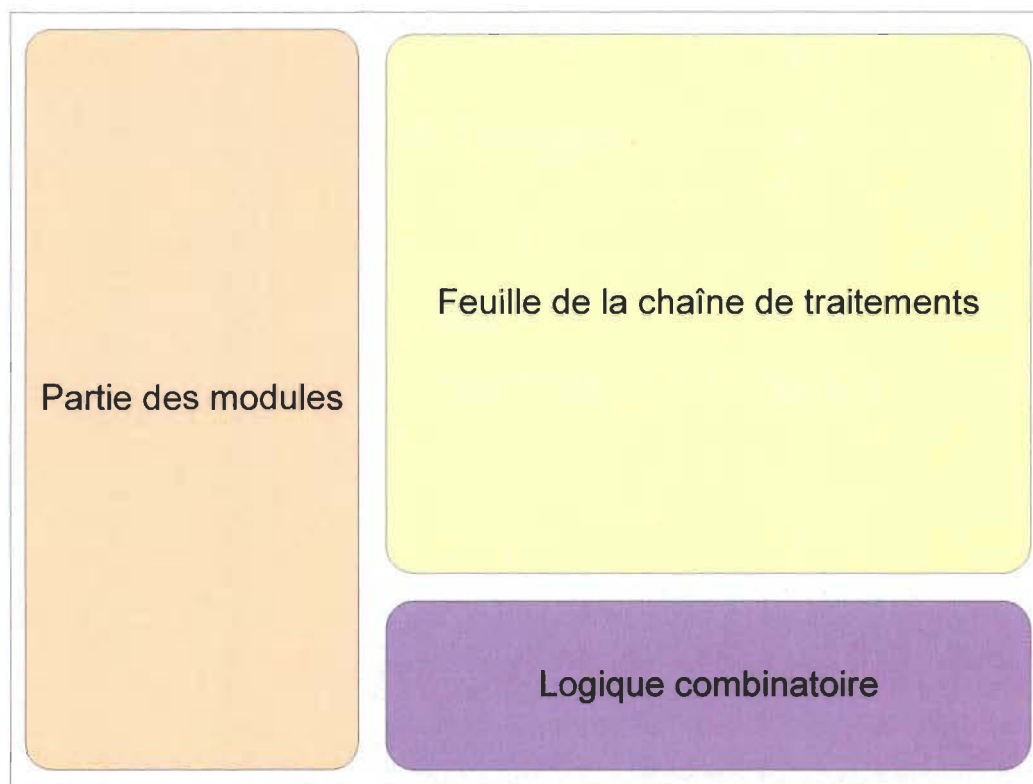 Partie des modules
Feuille de la chaîne de traitements
Logique combinatoire